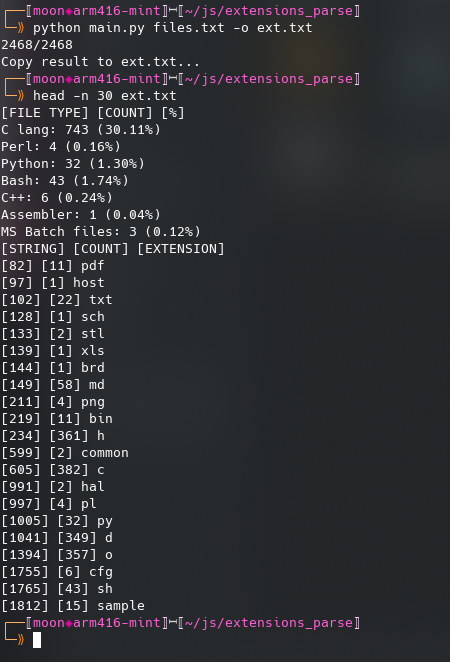 ┌──〚moon◆arm416-mint〛⟝〚~/js/extensions_parse〛
└─⟫ python main.py files.txt -o ext.txt
2468/2468
Copy result to ext.txt...
┌──〚moon◆arm416-mint〛⟝〚~/js/extensions_parse〛
└─⟫ head -n 30 ext.txt
[FILE TYPE] [COUNT] [%]
C lang: 743 (30.11%)
Perl: 4 (0.16%)
Python: 32 (1.30%)
Bash: 43 (1.74%)
C++: 6 (0.24%)
Assembler: 1 (0.04%)
MS Batch files: 3 (0.12%)
[STRING] [COUNT] [EXTENSION]
[82] [11] pdf
[97] [1] host
[102] [22] txt
[128] [1] sch
[133] [2] stl
[139] [1] xls
[144] [1] brd
[149] [58] md
[211] [4] png
[219] [11] bin
[234] [361] h
[599] [2] common
[605] [382] c
[991] [2] hal
[997] [4] pl
[1005] [32] py
[1041] [349] d
[1394] [357] o
[1755] [6] cfg
[1765] [43] sh
[1812] [15] sample
┌──〚moon◆arm416-mint〛⟝〚~/js/extensions_parse〛
└─⟫